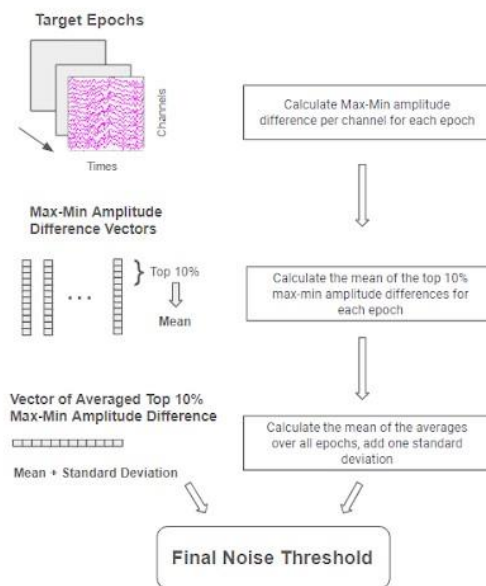 Target Epochs
Channels
Times
Calculate Max-Min amplitude
difference per channel for each epoch
Max-Min Amplitude
Difference Vectors
Top 10%
Mean
Calculate the mean of the top 10%
max-min amplitude differences for
each epoch
Vector of Averaged Top 10%
Max-Min Amplitude Difference
Mean + Standard Deviation
Calculate the mean of the averages
over all epochs, add one standard
deviation
Final Noise Threshold